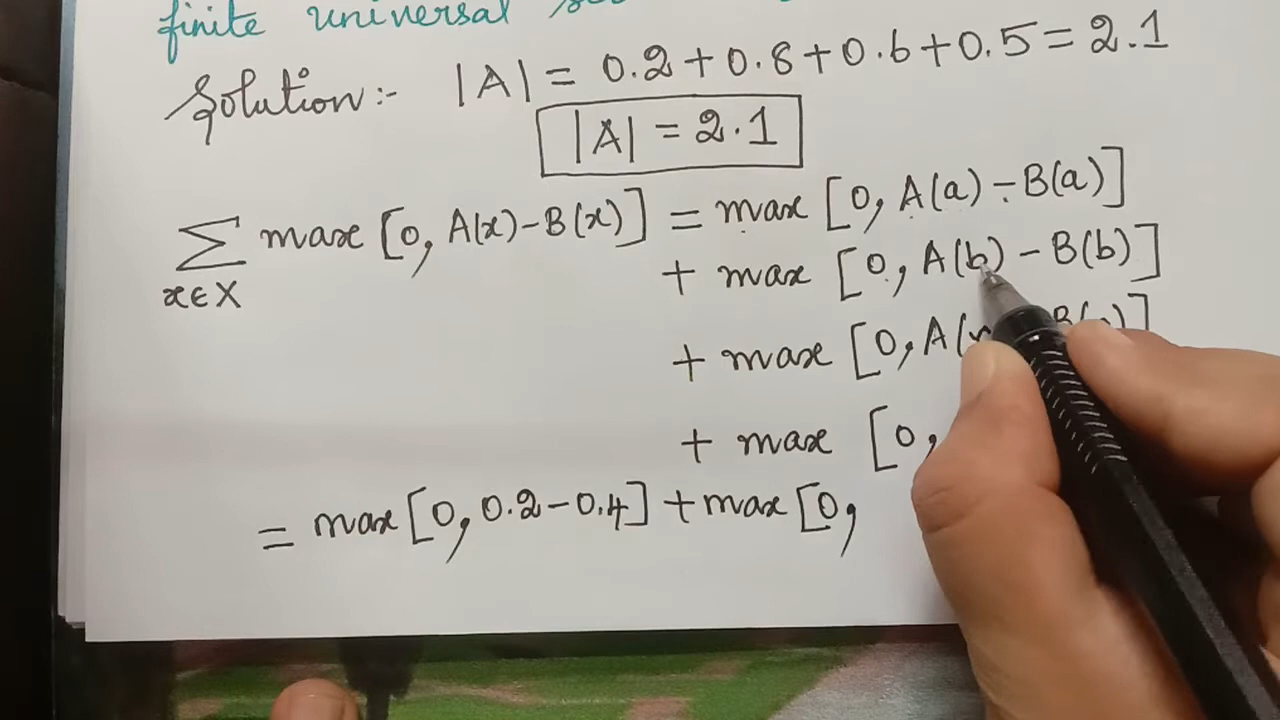 finite universal
Solution:- |A| = 0.2+0.8+0.6+0.5=2.1
|A| = 2.1
∑ max [0, A(x)-B(x)] = max [0, A(a)-B(a)]
x∈X
+ max [0, A(b)-B(b)]
+ max [0, A(
+ max [0,
= max[0, 0.2-0.4] + max [0,